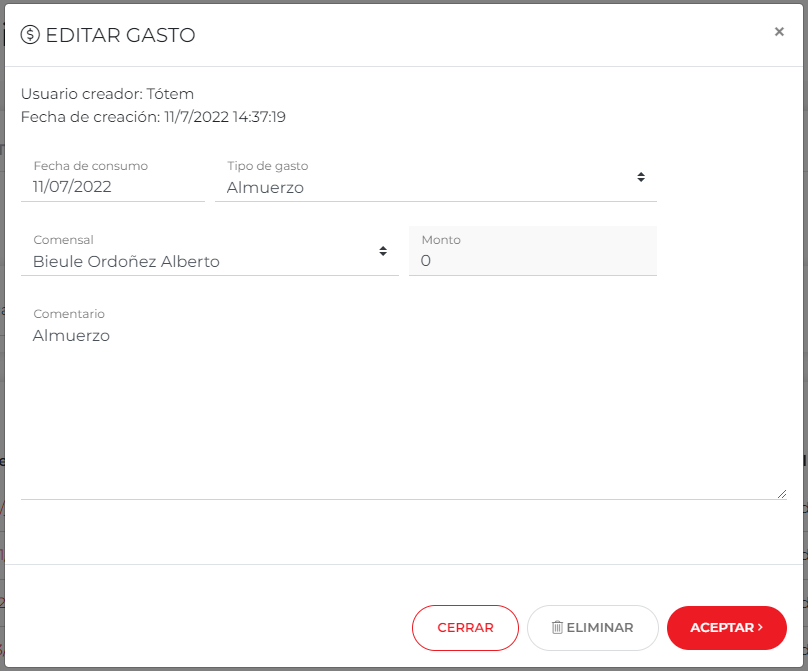 EDITAR GASTO
×
Usuario creador: Tótem
Fecha de creación: 11/7/2022 14:37:19
Fecha de consumo
11/07/2022
Tipo de gasto
Almuerzo
Comensal
Bieule Ordoñez Alberto
Monto
0
Comentario
Almuerzo
CERRAR
ELIMINAR
ACEPTAR ›